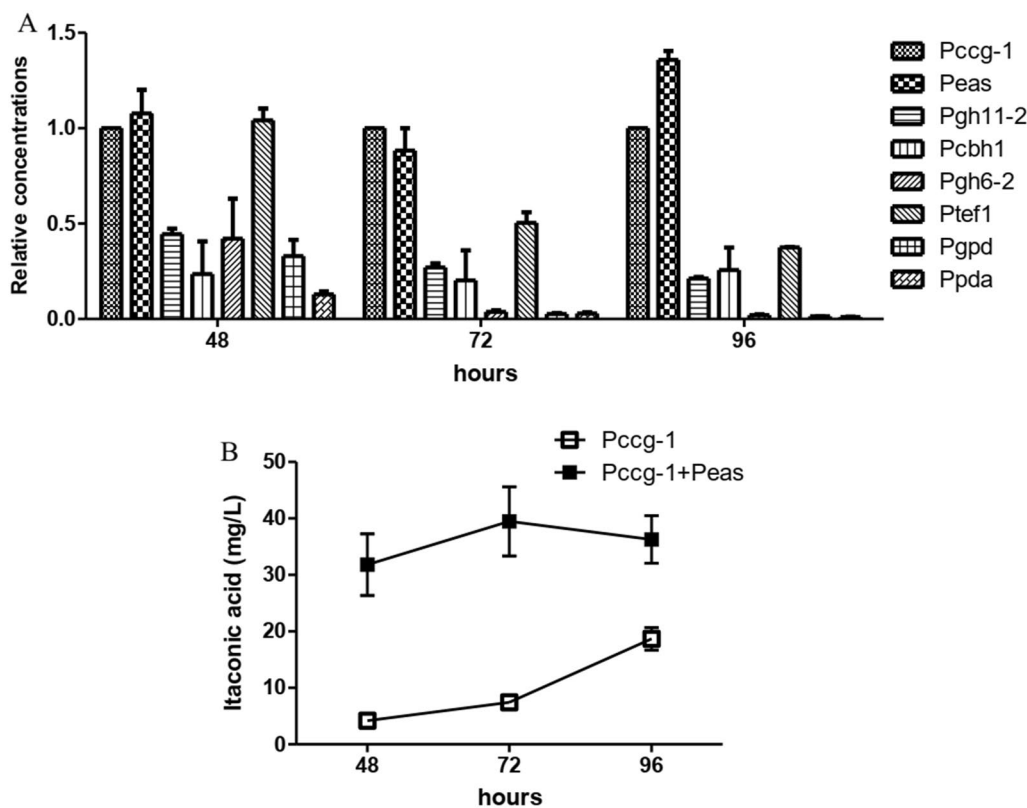 A
Relative concentrations
1.5
1.0
0.5
0.0
48
72
96
hours
Pccg-1
Peas
Pgh11-2
Pcbh1
Pgh6-2
Ptef1
Pgpd
Ppda
B
Pccg-1
Pccg-1+Peas
Itaconic acid (mg/L)
50
40
30
20
10
0
48
72
96
hours